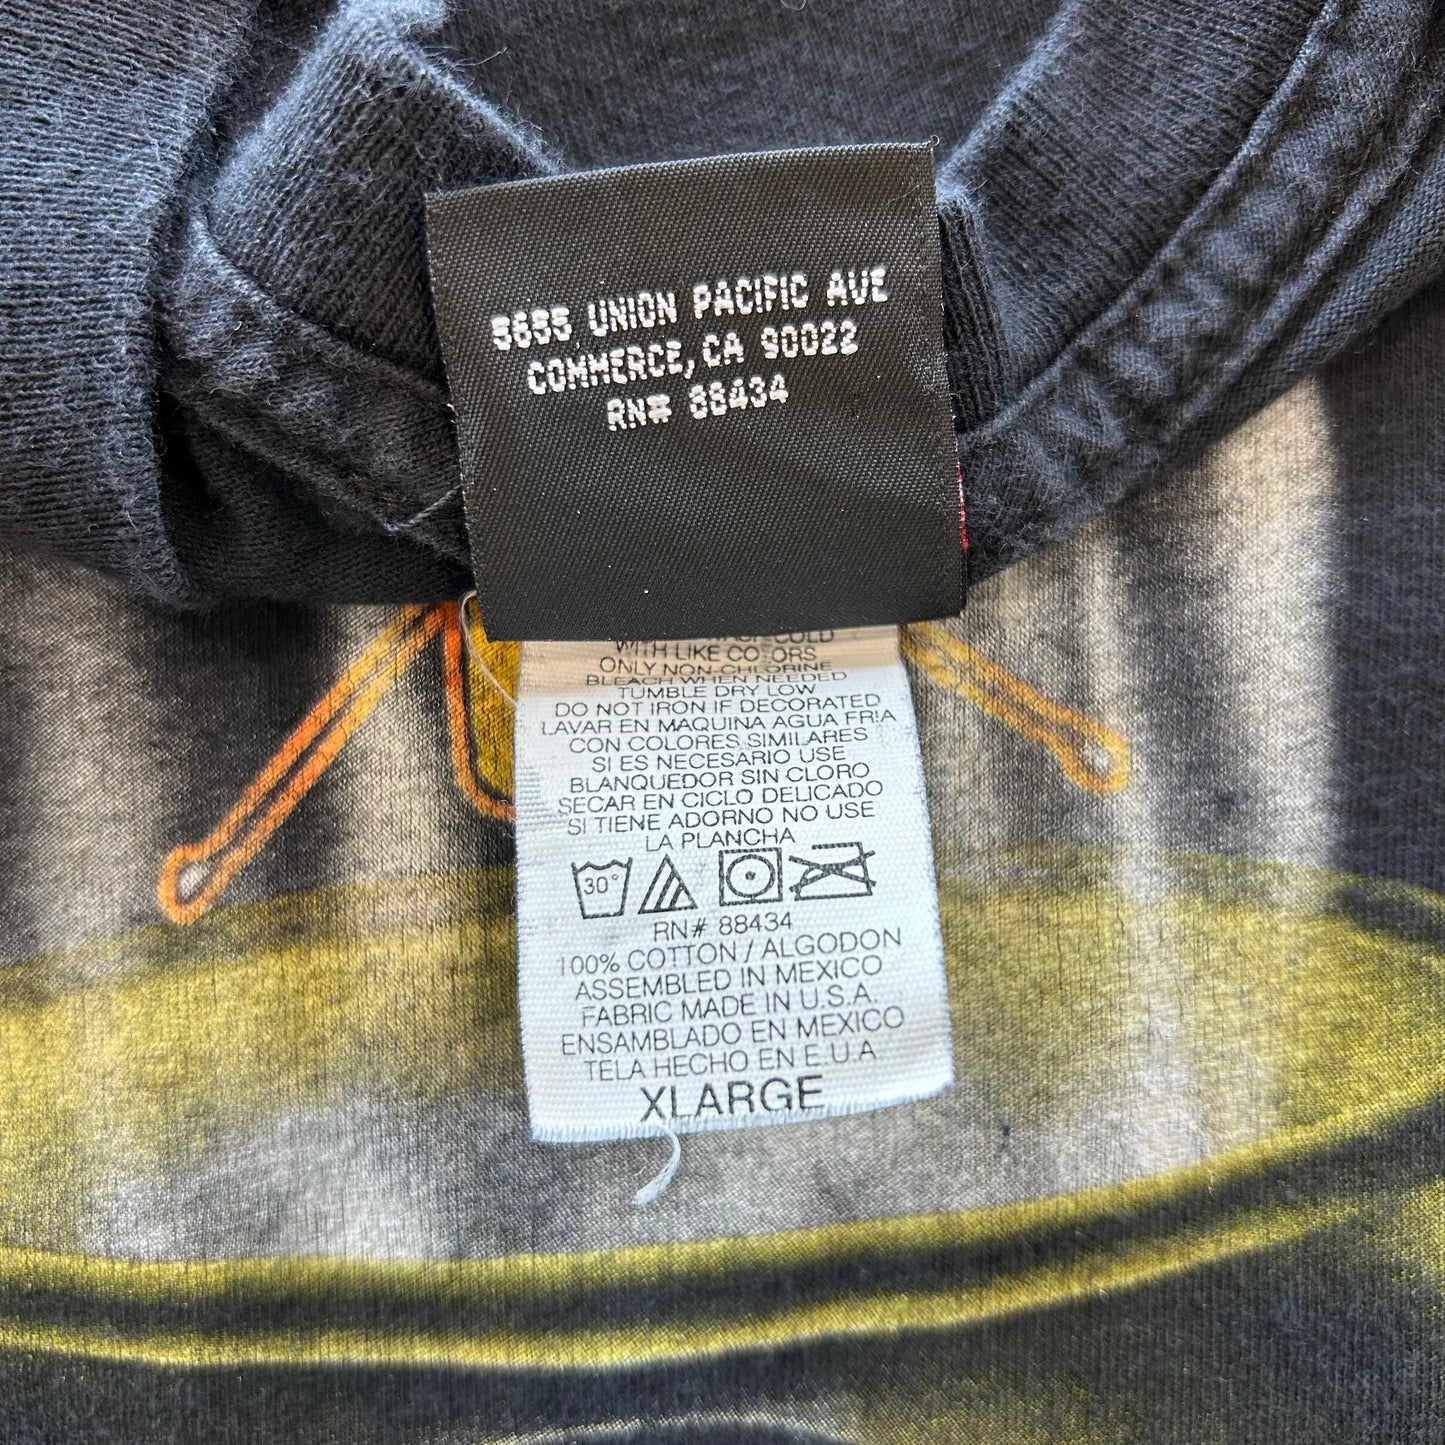 5655 UNION PACIFIC AVE
COMMERCE, CA 90022
RN# 88434
COLD
WITH LIKE COLORS
ONLY NON-CHLORINE
BLEACH WHEN NEEDED
TUMBLE DRY LOW
DO NOT IRON IF DECORATED
LAVAR EN MAQUINA AGUA FRIA
CON COLORES SIMILARES
SI ES NECESARIO USE
BLANQUEDOR SIN CLORO
SECAR EN CICLO DELICADO
SI TIENE ADORNO NO USE
LA PLANCHA
30°
RN# 88434
100% COTTON / ALGODON
ASSEMBLED IN MEXICO
FABRIC MADE IN U.S.A.
ENSAMBLADO EN MEXICO
TELA HECHO EN E.U.A
XLARGE